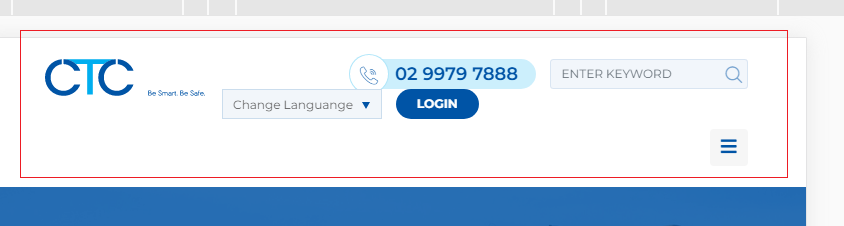 CTC
Be Smart. Be Safe.
02 9979 7888
ENTER KEYWORD
Change Languange
LOGIN